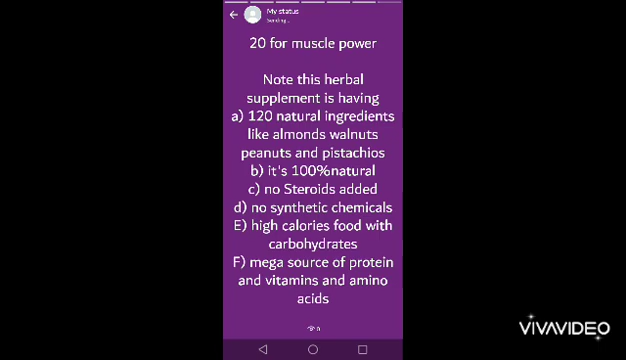 My status
Sending...
20 for muscle power
Note this herbal
supplement is having
a) 120 natural ingredients
like almonds walnuts
peanuts and pistachios
b) it's 100%natural
c) no Steroids added
d) no synthetic chemicals
E) high calories food with
carbohydrates
F) mega source of protein
and vitamins and amino
acids
0
VIVAVIDEO